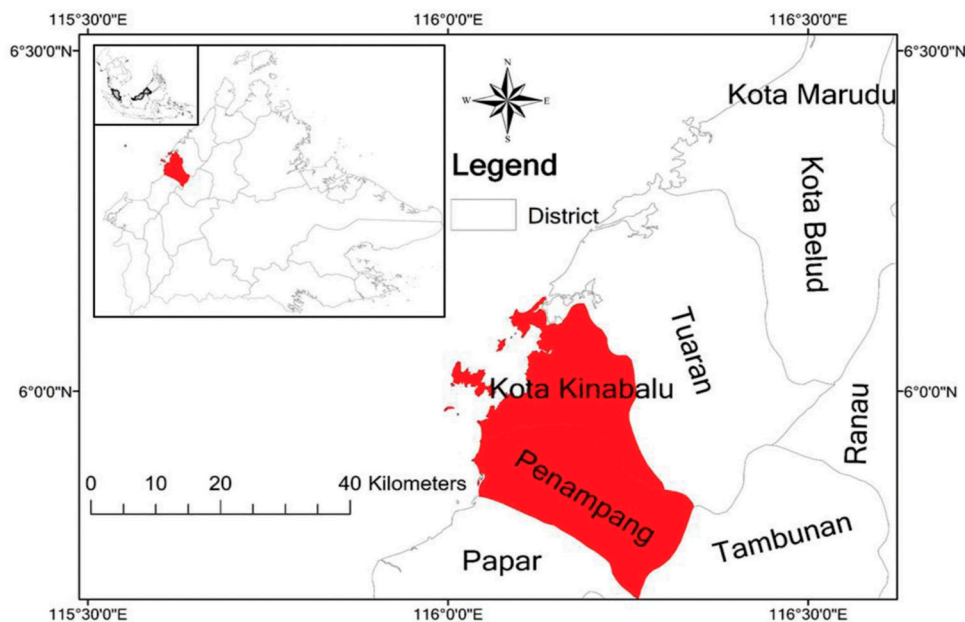 115°30'0"E 116°0'0"E 116°30'0"E
6°30'0"N 6°30'0"N
N
W E
S
Kota Marudu
Legend
District
Kota Belud
Tuaran
6°0'0"N 6°0'0"N
Kota Kinabalu
Ranau
0 10 20 40 Kilometers
Penampang
Tambunan
Papar
115°30'0"E 116°0'0"E 116°30'0"E